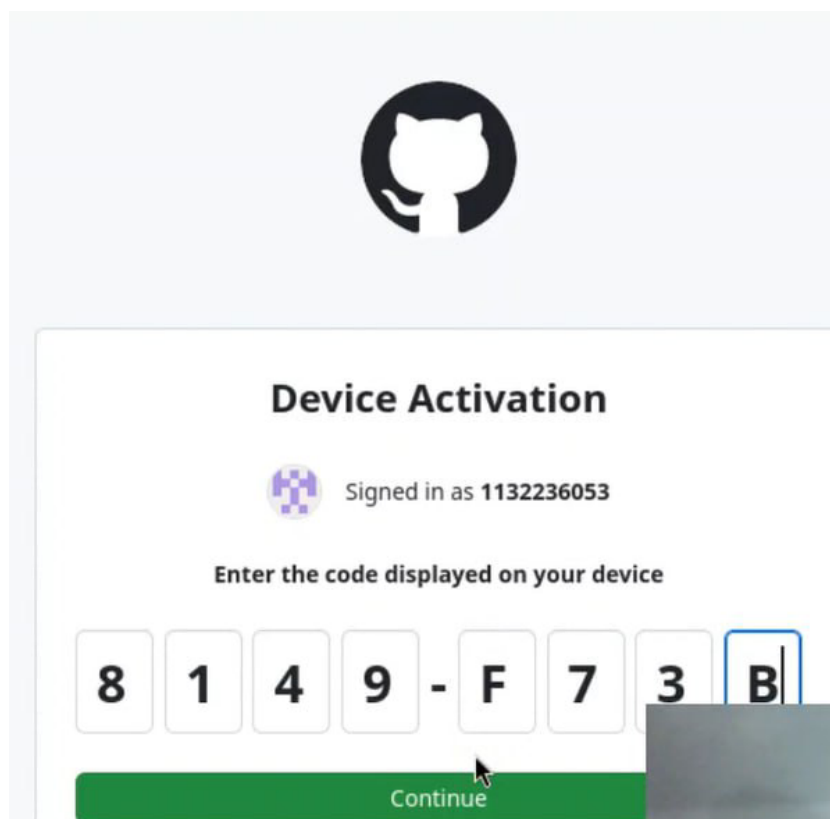 Device Activation
Signed in as 1132236053
Enter the code displayed on your device
8149-F73B
Continue